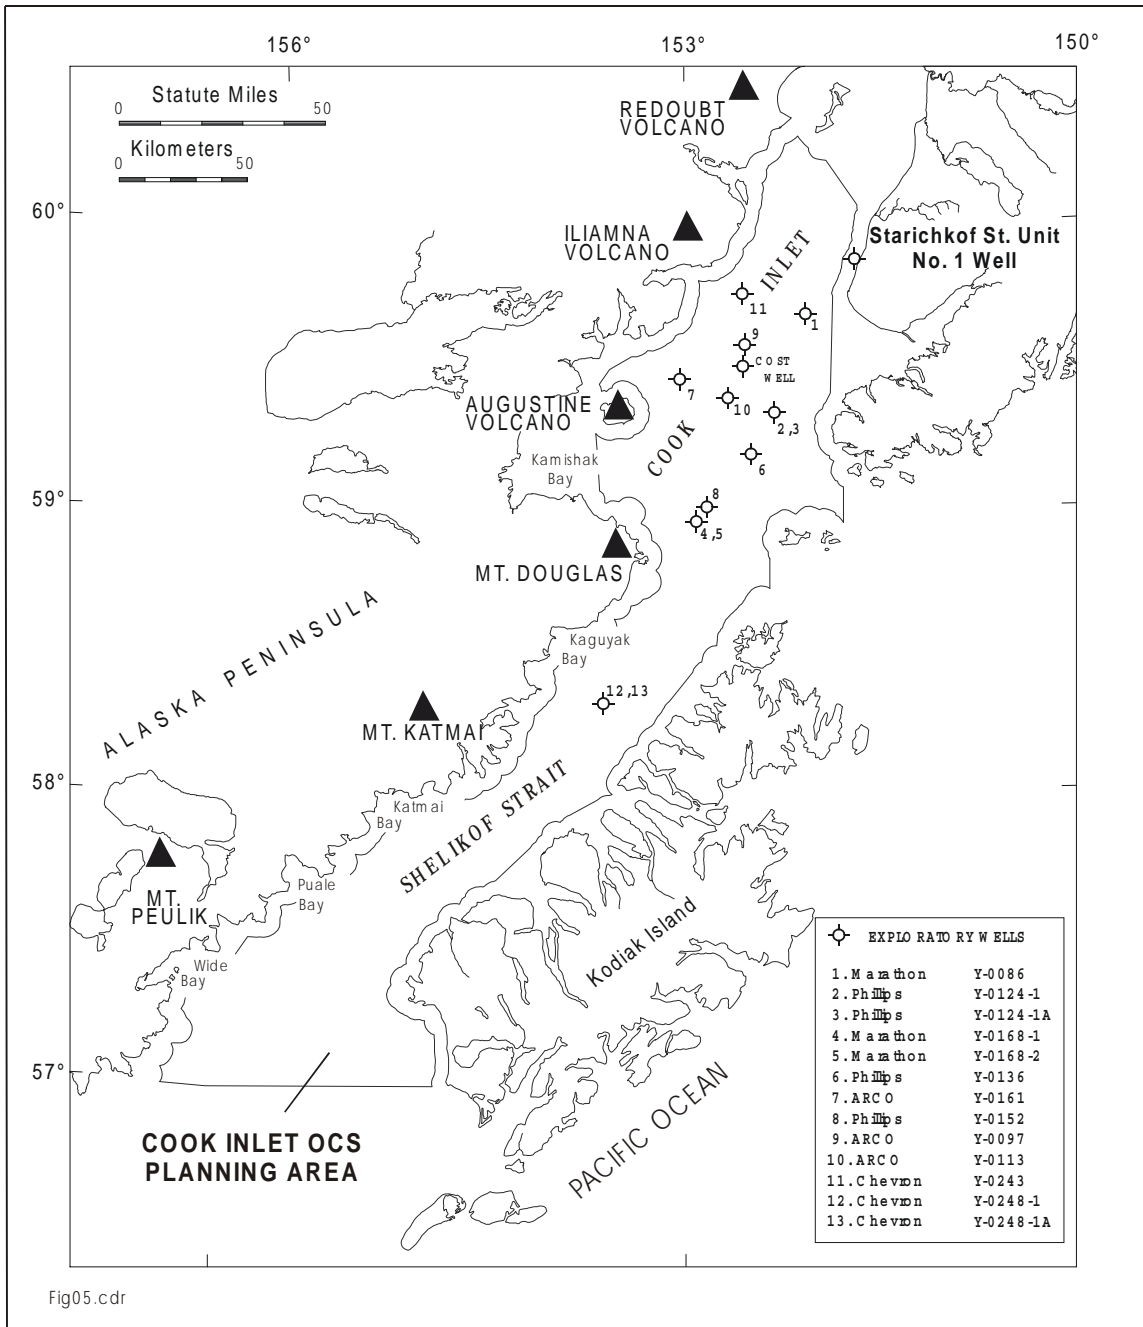 156°
153°
150°
Statute Miles
0 50
Kilometers
0 50
REDOUBT
VOLCANO
60°
ILIAMNA
VOLCANO
INLET
Starichkof St. Unit
No. 1 Well
11
1
9
COST
WELL
7
10
2,3
AUGUSTINE
VOLCANO
COOK
6
Kamishak
Bay
59°
8
4,5
MT. DOUGLAS
ALASKA PENINSULA
Kaguyak
Bay
12,13
MT. KATMAI
58°
SHELIKOF STRAIT
Katmai
Bay
MT.
PEULIK
Puale
Bay
Kodiak Island
Wide
Bay
57°
PACIFIC OCEAN
COOK INLET OCS
PLANNING AREA
EXPLORATORY WELLS
1. Marathon Y-0086
2. Phillips Y-0124-1
3. Phillips Y-0124-1A
4. Marathon Y-0168-1
5. Marathon Y-0168-2
6. Phillips Y-0136
7. ARCO Y-0161
8. Phillips Y-0152
9. ARCO Y-0097
10. ARCO Y-0113
11. Chevron Y-0243
12. Chevron Y-0248-1
13. Chevron Y-0248-1A
Fig05.cdr